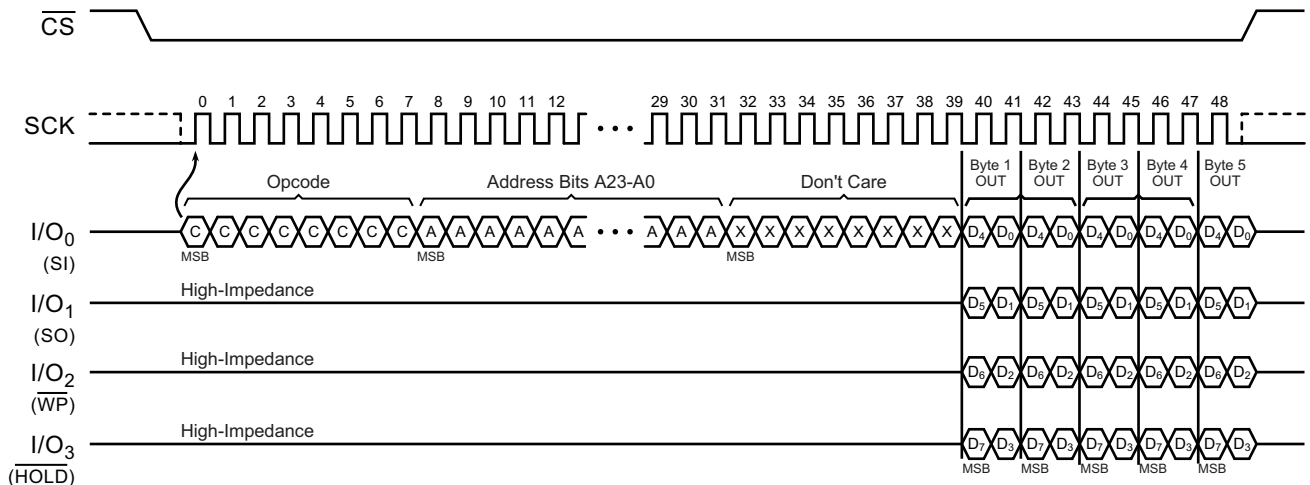 CS
SCK
0 1 2 3 4 5 6 7 8 9 10 11 12 29 30 31 32 33 34 35 36 37 38 39 40 41 42 43 44 45 46 47 48
Opcode Address Bits A23-A0 Don't Care Byte 1 OUT Byte 2 OUT Byte 3 OUT Byte 4 OUT Byte 5 OUT
I/O0 (SI)
C C C C C C C C A A A A A A A A A X X X X X X X X D4 D0 D4 D0 D4 D0 D4 D0 D4 D0
MSB MSB MSB
I/O1 (SO)
High-Impedance
D5 D1 D5 D1 D5 D1 D5 D1 D5 D1
I/O2 (WP)
High-Impedance
D6 D2 D6 D2 D6 D2 D6 D2 D6 D2
I/O3 (HOLD)
High-Impedance
D7 D3 D7 D3 D7 D3 D7 D3 D7 D3
MSB MSB MSB MSB MSB